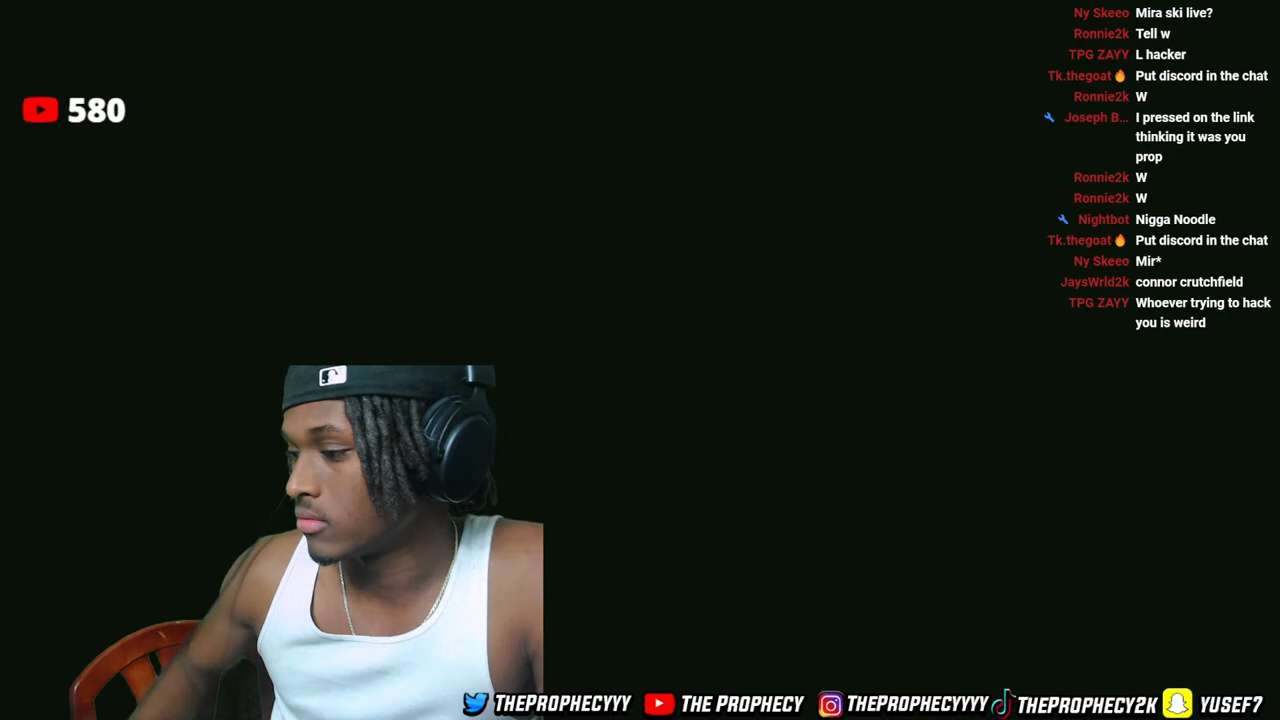 Ny Skeeo Mira ski live?
Ronnie2k Tell w
TPG ZAYY L hacker
Tk.thegoat🔥 Put discord in the chat
580
Ronnie2k W
Joseph B... I pressed on the link
thinking it was you
prop
Ronnie2k W
Ronnie2k W
Nightbot Nigga Noodle
Tk.thegoat🔥 Put discord in the chat
Ny Skeeo Mir*
JaysWrld2k connor crutchfield
TPG ZAYY Whoever trying to hack
you is weird
THEPROPHECYYY THE PROPHECY THEPROPHECYYYY THEPROPHECY2K YUSEF7